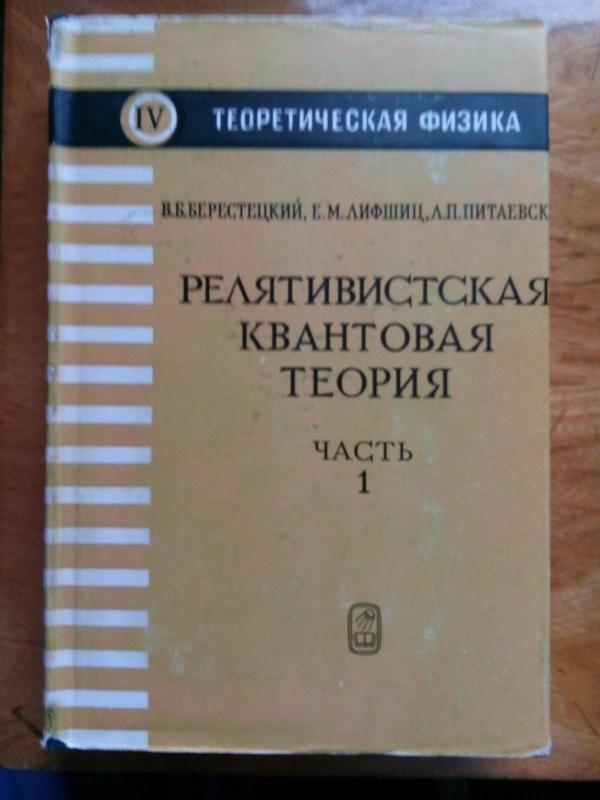 IV ТЕОРЕТИЧЕСКАЯ ФИЗИКА
В.Б.БЕРЕСТЕЦКИЙ, Е.М.ЛИФШИЦ, Л.П.ПИТАЕВСК
РЕЛЯТИВИСТСКАЯ
КВАНТОВАЯ
ТЕОРИЯ
ЧАСТЬ
1